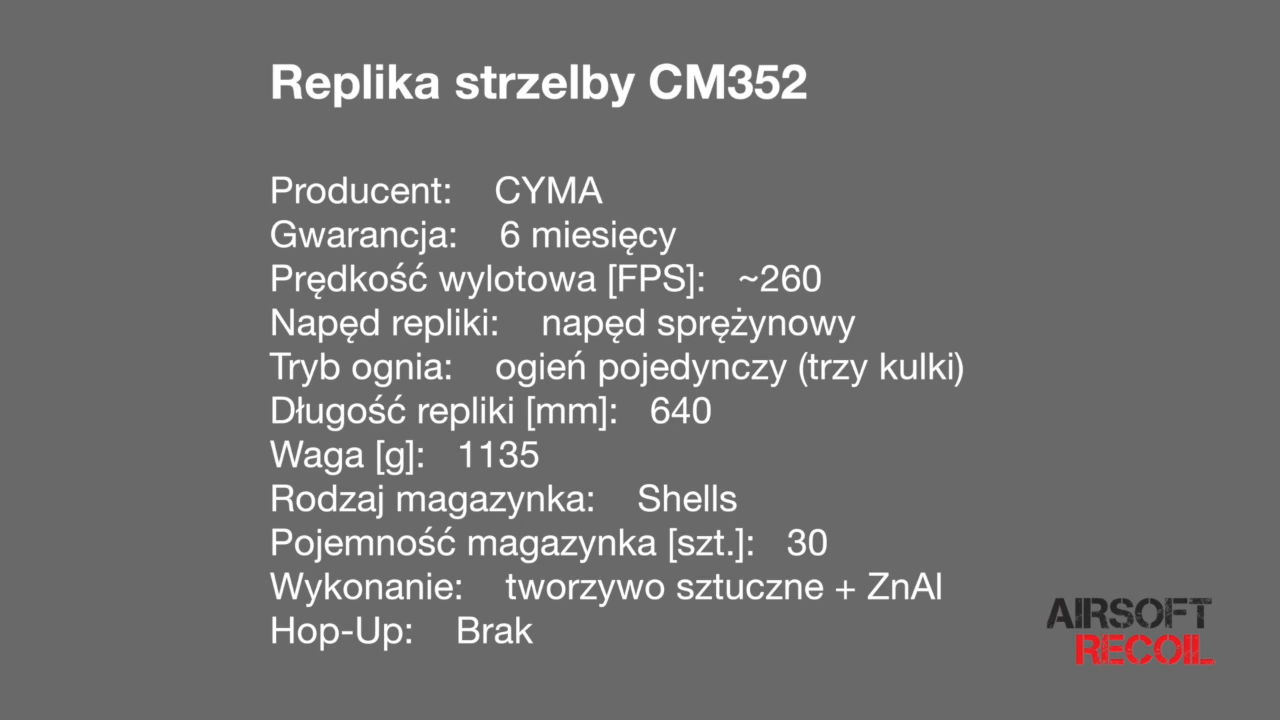 Replika strzelby CM352
Producent: CYMA
Gwarancja: 6 miesięcy
Prędkość wylotowa [FPS]: ~260
Napęd repliki: napęd sprężynowy
Tryb ognia: ogień pojedynczy (trzy kulki)
Długość repliki [mm]: 640
Waga [g]: 1135
Rodzaj magazynka: Shells
Pojemność magazynka [szt.]: 30
Wykonanie: tworzywo sztuczne + ZnAl
Hop-Up: Brak
AIRSOFT
RECOIL